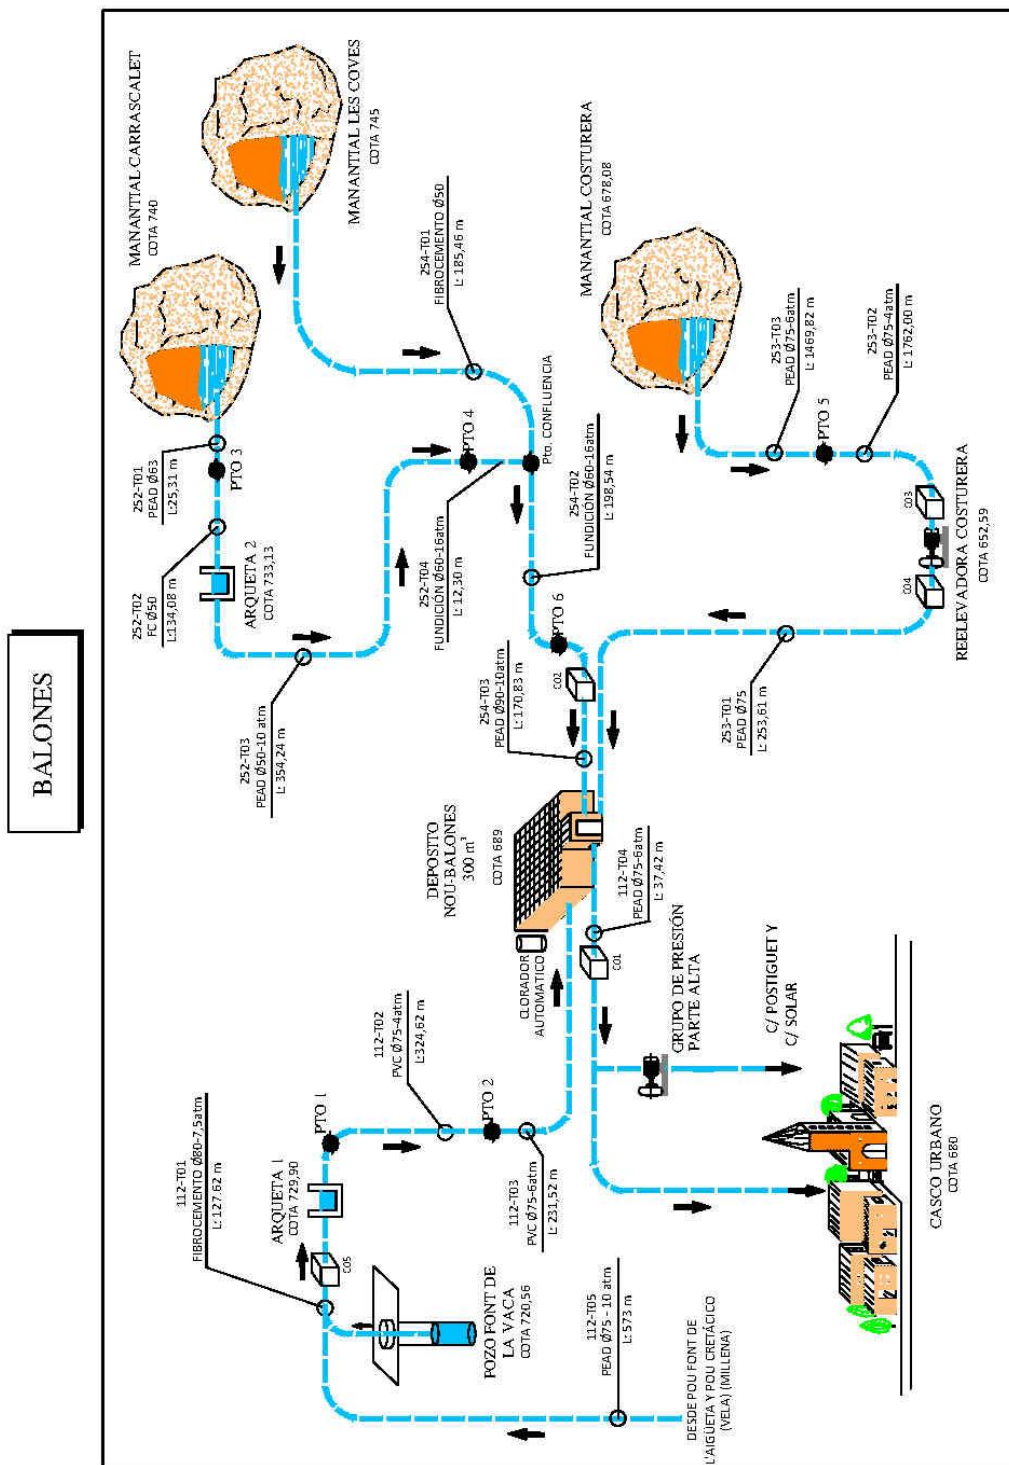 BALONES
MANANTIAL CARRASCALET
COTA 740
MANANTIAL LES COVES
COTA 745
252-T01
PEAD Ø63
L:25,31 m
PTO 3
252-T02
FC Ø50
L:134,08 m
ARQUETA 2
COTA 733,13
252-T03
PEAD Ø50-10 atm
L: 354,24 m
254-T01
FIBROCEMENTO Ø50
L: 185,46 m
PTO 4
Pto. CONFLUENCIA
252-T04
FUNDICIÓN Ø60-16atm
L: 12,30 m
254-T02
FUNDICIÓN Ø60-16atm
L: 198,54 m
PTO 6
C02
254-T03
PEAD Ø90-10atm
L: 170,83 m
MANANTIAL COSTURERA
COTA 678,08
253-T03
PEAD Ø75-6atm
L: 1469,82 m
PTO 5
253-T02
PEAD Ø75-4atm
L: 1762,00 m
C03
C04
REELEVADORA COSTURERA
COTA 652,59
253-T01
PEAD Ø75
L: 253,61 m
DEPOSITO
NOU-BALONES
300 m³
COTA 689
CLORADOR
AUTOMATICO
112-T04
PEAD Ø75-6atm
L: 37,42 m
C01
GRUPO DE PRESIÓN
PARTE ALTA
C/ POSTIGUET Y
C/ SOLAR
112-T01
FIBROCEMENTO Ø80-7,5atm
L: 127,62 m
ARQUETA 1
COTA 729,90
C05
PTO 1
112-T02
PVC Ø75-4atm
L:324,62 m
PTO 2
112-T03
PVC Ø75-6atm
L: 231,52 m
POZO FONT DE
LA VACA
COTA 720,56
112-T05
PEAD Ø75 - 10 atm
L:573 m
DESDE POU FONT DE
L'AIGÜETA Y POU CRETÁCICO
(VELA) (MILLENA)
CASCO URBANO
COTA 680